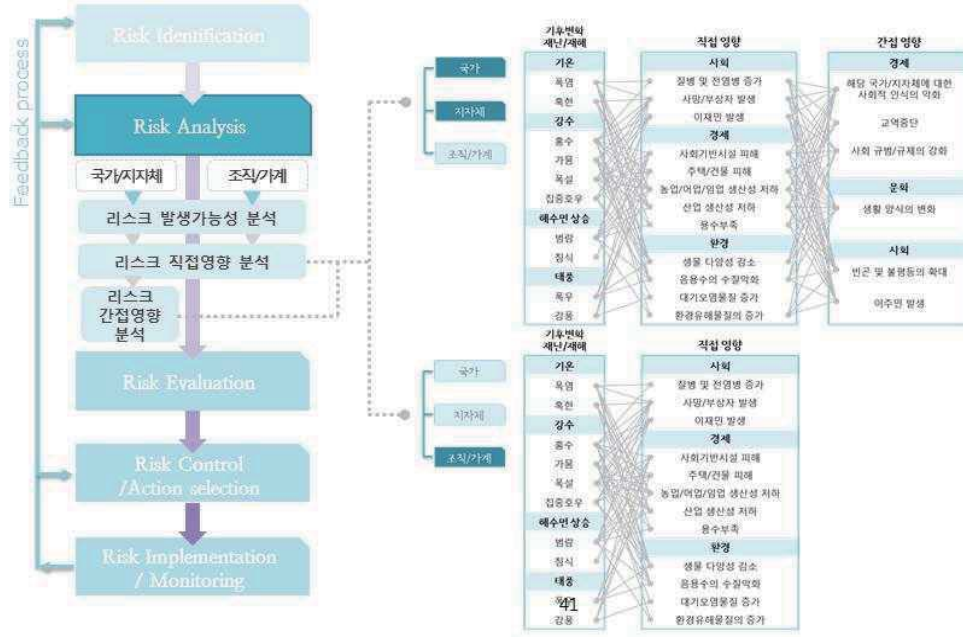 Feedback process
Risk Identification
Risk Analysis
국가/지자체
조직/가계
리스크 발생가능성 분석
리스크 직접영향 분석
리스크
간접영향
분석
Risk Evaluation
Risk Control
/Action selection
Risk Implementation
/ Monitoring
국가
지자체
조직/가계
기후변화
재난/재해
기온
폭염
혹한
강수
홍수
가뭄
폭설
집중호우
해수면 상승
범람
침식
태풍
폭우
강풍
직접 영향
사회
질병 및 전염병 증가
사망/부상자 발생
이재민 발생
경제
사회기반시설 피해
주택/건물 피해
농업/어업/임업 생산성 저하
산업 생산성 저하
용수부족
환경
생물 다양성 감소
음용수의 수질악화
대기오염물질 증가
환경유해물질의 증가
간접 영향
경제
해당 국가/지자체에 대한
사회적 인식의 악화
교역중단
사회 규범/규제의 강화
문화
생활 양식의 변화
사회
빈곤 및 불평등의 확대
이주민 발생
국가
지자체
조직/가계
기후변화
재난/재해
기온
폭염
혹한
강수
홍수
가뭄
폭설
집중호우
해수면 상승
범람
침식
태풍
폭우
강풍
직접 영향
사회
질병 및 전염병 증가
사망/부상자 발생
이재민 발생
경제
사회기반시설 피해
주택/건물 피해
농업/어업/임업 생산성 저하
산업 생산성 저하
용수부족
환경
생물 다양성 감소
음용수의 수질악화
대기오염물질 증가
환경유해물질의 증가
41